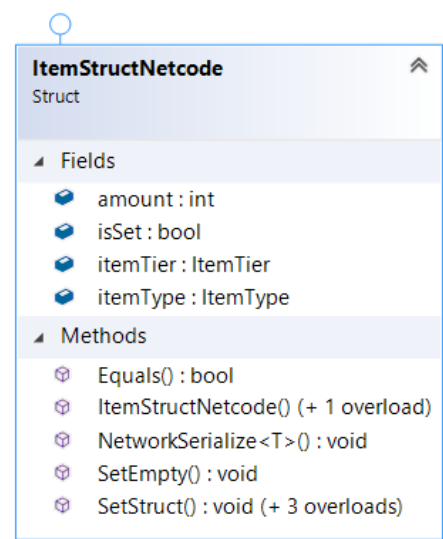 ItemStructNetcode
Struct
Fields
amount : int
isSet : bool
itemTier : ItemTier
itemType : ItemType
Methods
Equals() : bool
ItemStructNetcode() (+ 1 overload)
NetworkSerialize<T>() : void
SetEmpty() : void
SetStruct() : void (+ 3 overloads)